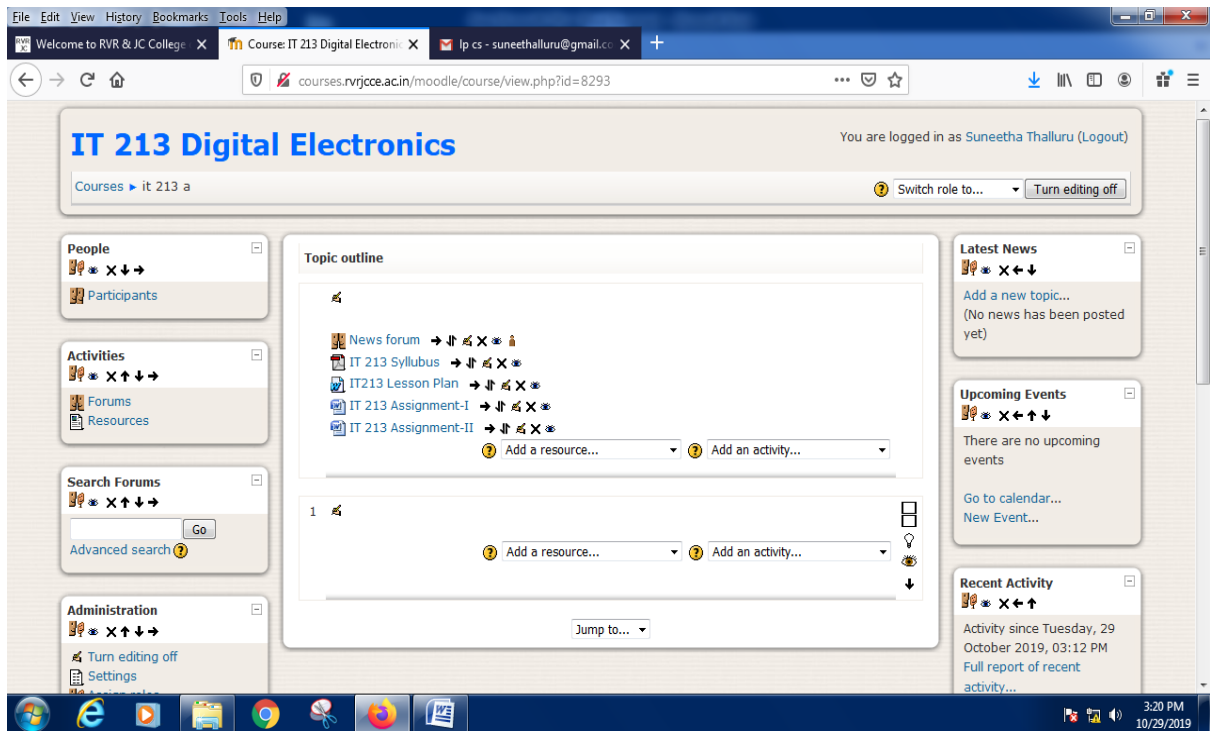 File Edit View History Bookmarks Tools Help
Welcome to RVR & JC College
Course: IT 213 Digital Electronic
lp cs - suneethalluru@gmail.co
courses.rvrjcce.ac.in/moodle/course/view.php?id=8293
IT 213 Digital Electronics
You are logged in as Suneetha Thalluru (Logout)
Courses ► it 213 a
Switch role to...
Turn editing off
People
Participants
Activities
Forums
Resources
Search Forums
Go
Advanced search
Administration
Turn editing off
Settings
Topic outline
News forum
IT 213 Syllubus
IT213 Lesson Plan
IT 213 Assignment-I
IT 213 Assignment-II
Add a resource... Add an activity...
1
Add a resource... Add an activity...
Jump to...
Latest News
Add a new topic...
(No news has been posted
yet)
Upcoming Events
There are no upcoming
events
Go to calendar...
New Event...
Recent Activity
Activity since Tuesday, 29
October 2019, 03:12 PM
Full report of recent
activity...
3:20 PM
10/29/2019